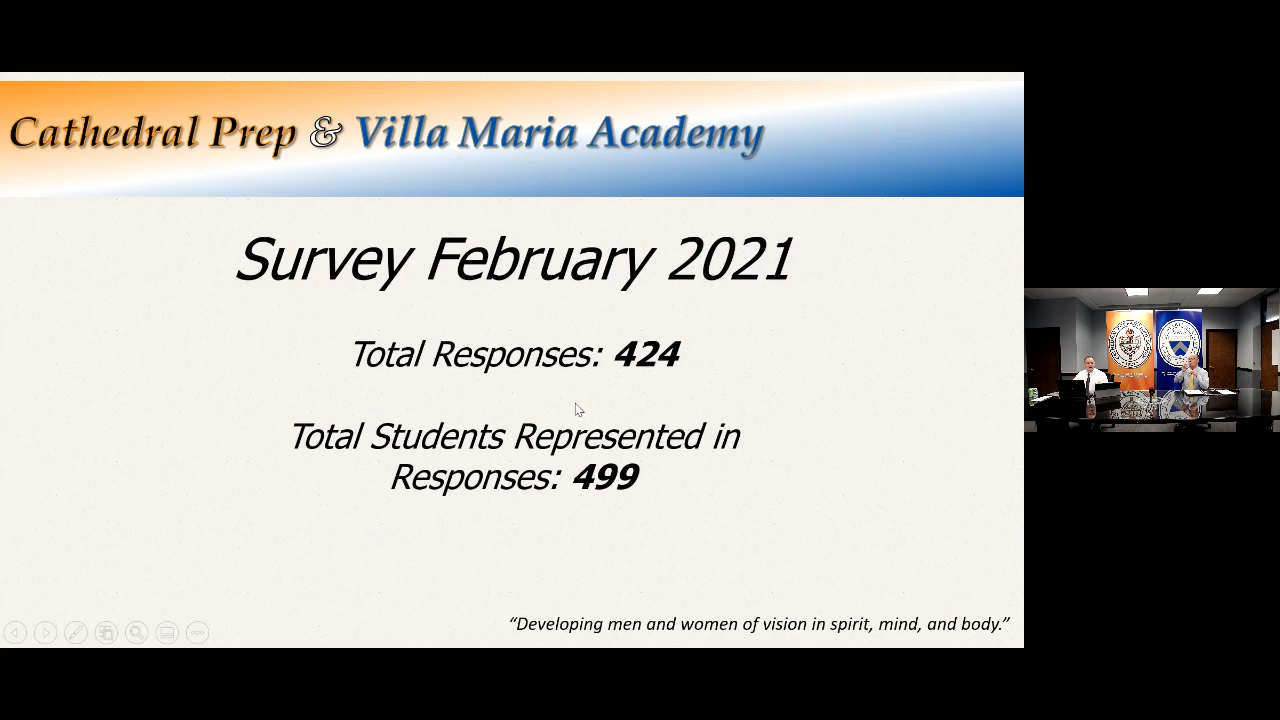 Cathedral Prep & Villa Maria Academy
Survey February 2021
Total Responses: 424
Total Students Represented in
Responses: 499
“Developing men and women of vision in spirit, mind, and body.”